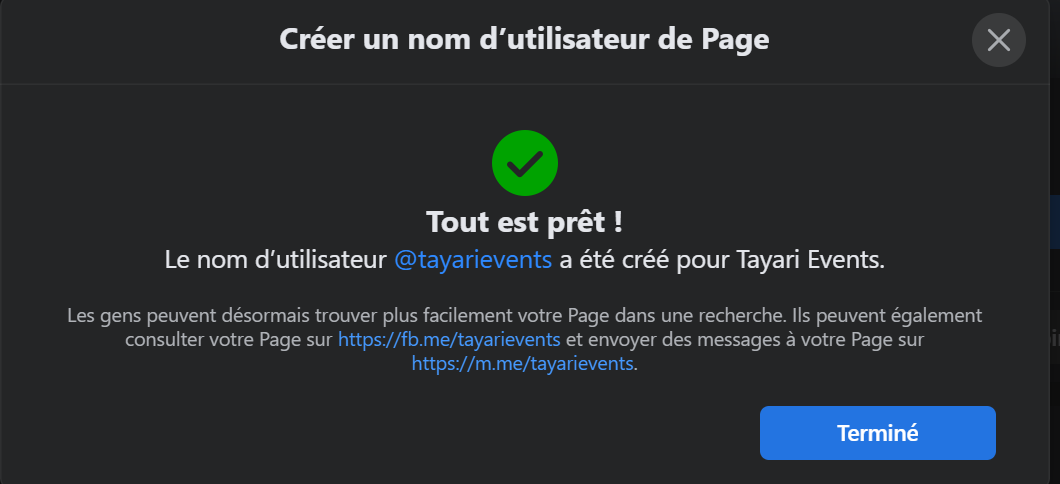 Créer un nom d’utilisateur de Page
Tout est prêt !
Le nom d’utilisateur @tayarievents a été créé pour Tayari Events.
Les gens peuvent désormais trouver plus facilement votre Page dans une recherche. Ils peuvent également
consulter votre Page sur https://fb.me/tayarievents et envoyer des messages à votre Page sur
https://m.me/tayarievents.
Terminé